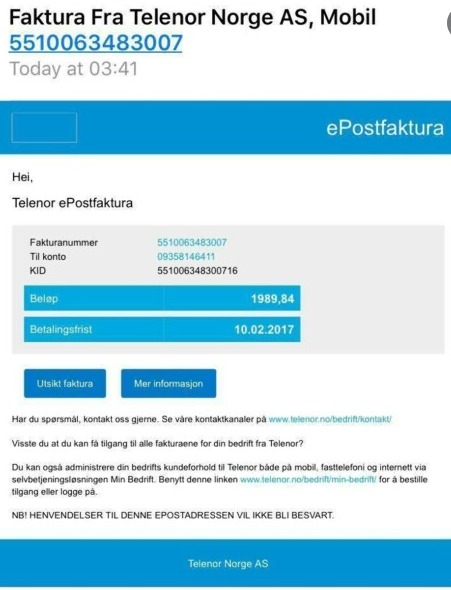 Faktura Fra Telenor Norge AS, Mobil
5510063483007
Today at 03:41
ePostfaktura
Hei,
Telenor ePostfaktura
Fakturanummer 5510063483007
Til konto 09358146411
KID 551006348300716
Beløp 1989,84
Betalingsfrist 10.02.2017
Utsikt faktura Mer informasjon
Har du spørsmål, kontakt oss gjerne. Se våre kontaktkanaler på www.telenor.no/bedrift/kontakt/
Visste du at du kan få tilgang til alle fakturaene for din bedrift fra Telenor?
Du kan også administrere din bedrifts kundeforhold til Telenor både på mobil, fasttelefoni og internett via
selvbetjeningsløsningen Min Bedrift. Benytt denne linken www.telenor.no/bedrift/min-bedrift/ for å bestille
tilgang eller logge på.
NB! HENVENDELSER TIL DENNE EPOSTADRESSEN VIL IKKE BLI BESVART.
Telenor Norge AS